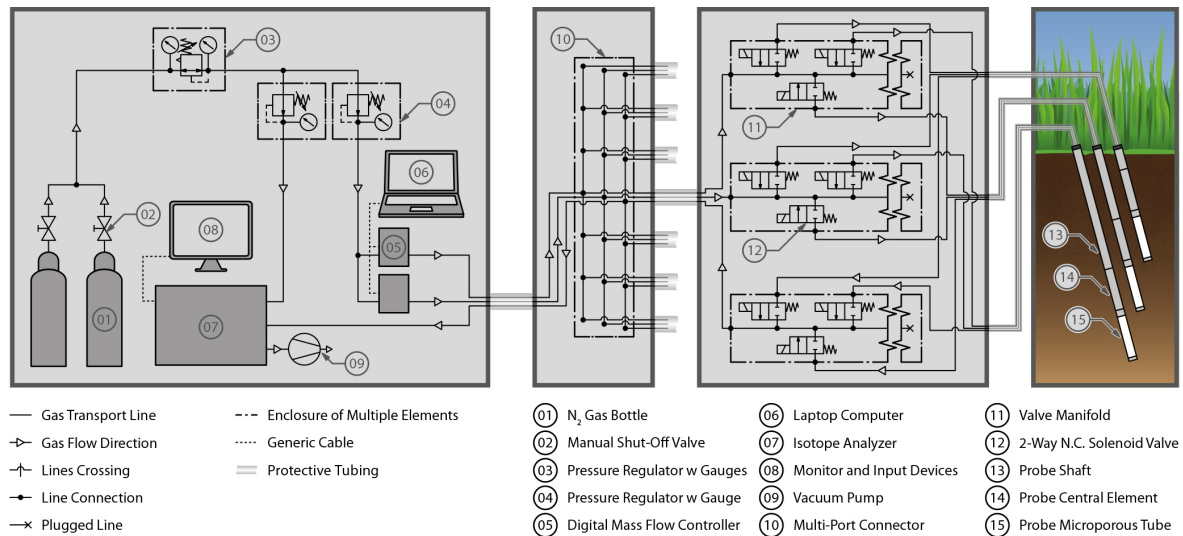 03
10
04
11
06
02
08
05
12
13
14
01
07
15
09
Gas Transport Line
Gas Flow Direction
Lines Crossing
Line Connection
Plugged Line
Enclosure of Multiple Elements
Generic Cable
Protective Tubing
01 N2 Gas Bottle
02 Manual Shut-Off Valve
03 Pressure Regulator w Gauges
04 Pressure Regulator w Gauge
05 Digital Mass Flow Controller
06 Laptop Computer
07 Isotope Analyzer
08 Monitor and Input Devices
09 Vacuum Pump
10 Multi-Port Connector
11 Valve Manifold
12 2-Way N.C. Solenoid Valve
13 Probe Shaft
14 Probe Central Element
15 Probe Microporous Tube